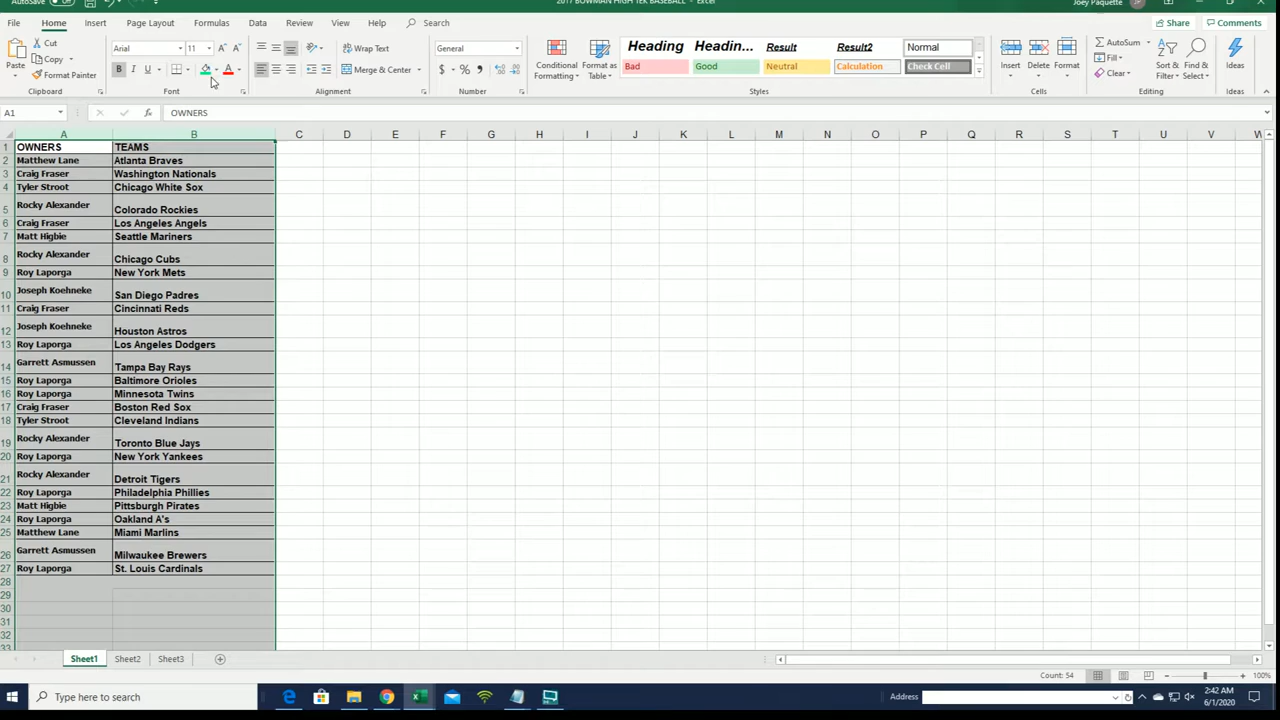 AutoSave Off
2017 BOWMAN HIGH TEK BASEBALL - Excel
Joey Paquette JP
File Home Insert Page Layout Formulas Data Review View Help Search
Share Comments
Paste
Cut
Copy
Format Painter
Clipboard
Arial 11
B I U
Font
Wrap Text
Merge & Center
Alignment
General
$ % 9
Number
Conditional Formatting
Format as Table
Heading Headin... Result Result2 Normal
Bad Good Neutral Calculation Check Cell
Styles
Insert Delete Format
Cells
AutoSum
Fill
Clear
Sort & Filter
Find & Select
Editing
Ideas
Ideas
A1 fx OWNERS
A B C D E F G H I J K L M N O P Q R S T U V W
1 OWNERS TEAMS
2 Matthew Lane Atlanta Braves
3 Craig Fraser Washington Nationals
4 Tyler Stroot Chicago White Sox
5 Rocky Alexander Colorado Rockies
6 Craig Fraser Los Angeles Angels
7 Matt Higbie Seattle Mariners
8 Rocky Alexander Chicago Cubs
9 Roy Laporga New York Mets
10 Joseph Koehneke San Diego Padres
11 Craig Fraser Cincinnati Reds
12 Joseph Koehneke Houston Astros
13 Roy Laporga Los Angeles Dodgers
14 Garrett Asmussen Tampa Bay Rays
15 Roy Laporga Baltimore Orioles
16 Roy Laporga Minnesota Twins
17 Craig Fraser Boston Red Sox
18 Tyler Stroot Cleveland Indians
19 Rocky Alexander Toronto Blue Jays
20 Roy Laporga New York Yankees
21 Rocky Alexander Detroit Tigers
22 Roy Laporga Philadelphia Phillies
23 Matt Higbie Pittsburgh Pirates
24 Roy Laporga Oakland A's
25 Matthew Lane Miami Marlins
26 Garrett Asmussen Milwaukee Brewers
27 Roy Laporga St. Louis Cardinals
28
29
30
31
32
33
Sheet1 Sheet2 Sheet3
Count: 54 100%
Type here to search
Address
2:42 AM
6/1/2020